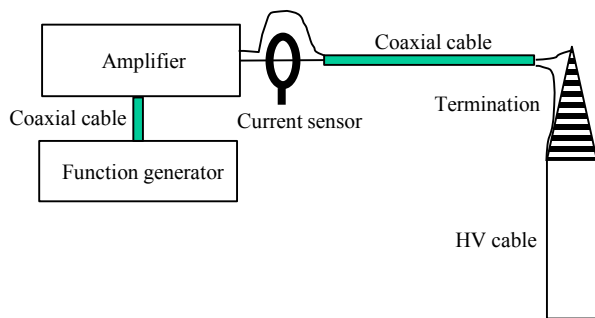 Coaxial cable
Amplifier
Termination
Coaxial cable
Current sensor
Function generator
HV cable